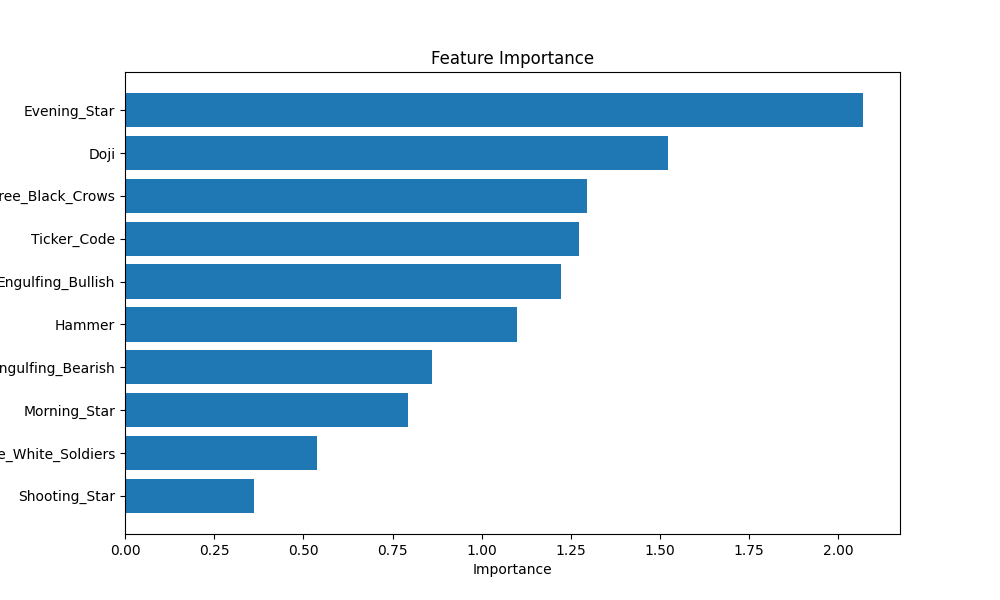 Feature Importance
Evening_Star
Doji
ree_Black_Crows
Ticker_Code
Engulfing_Bullish
Hammer
ngulfing_Bearish
Morning_Star
e_White_Soldiers
Shooting_Star
0.00 0.25 0.50 0.75 1.00 1.25 1.50 1.75 2.00
Importance